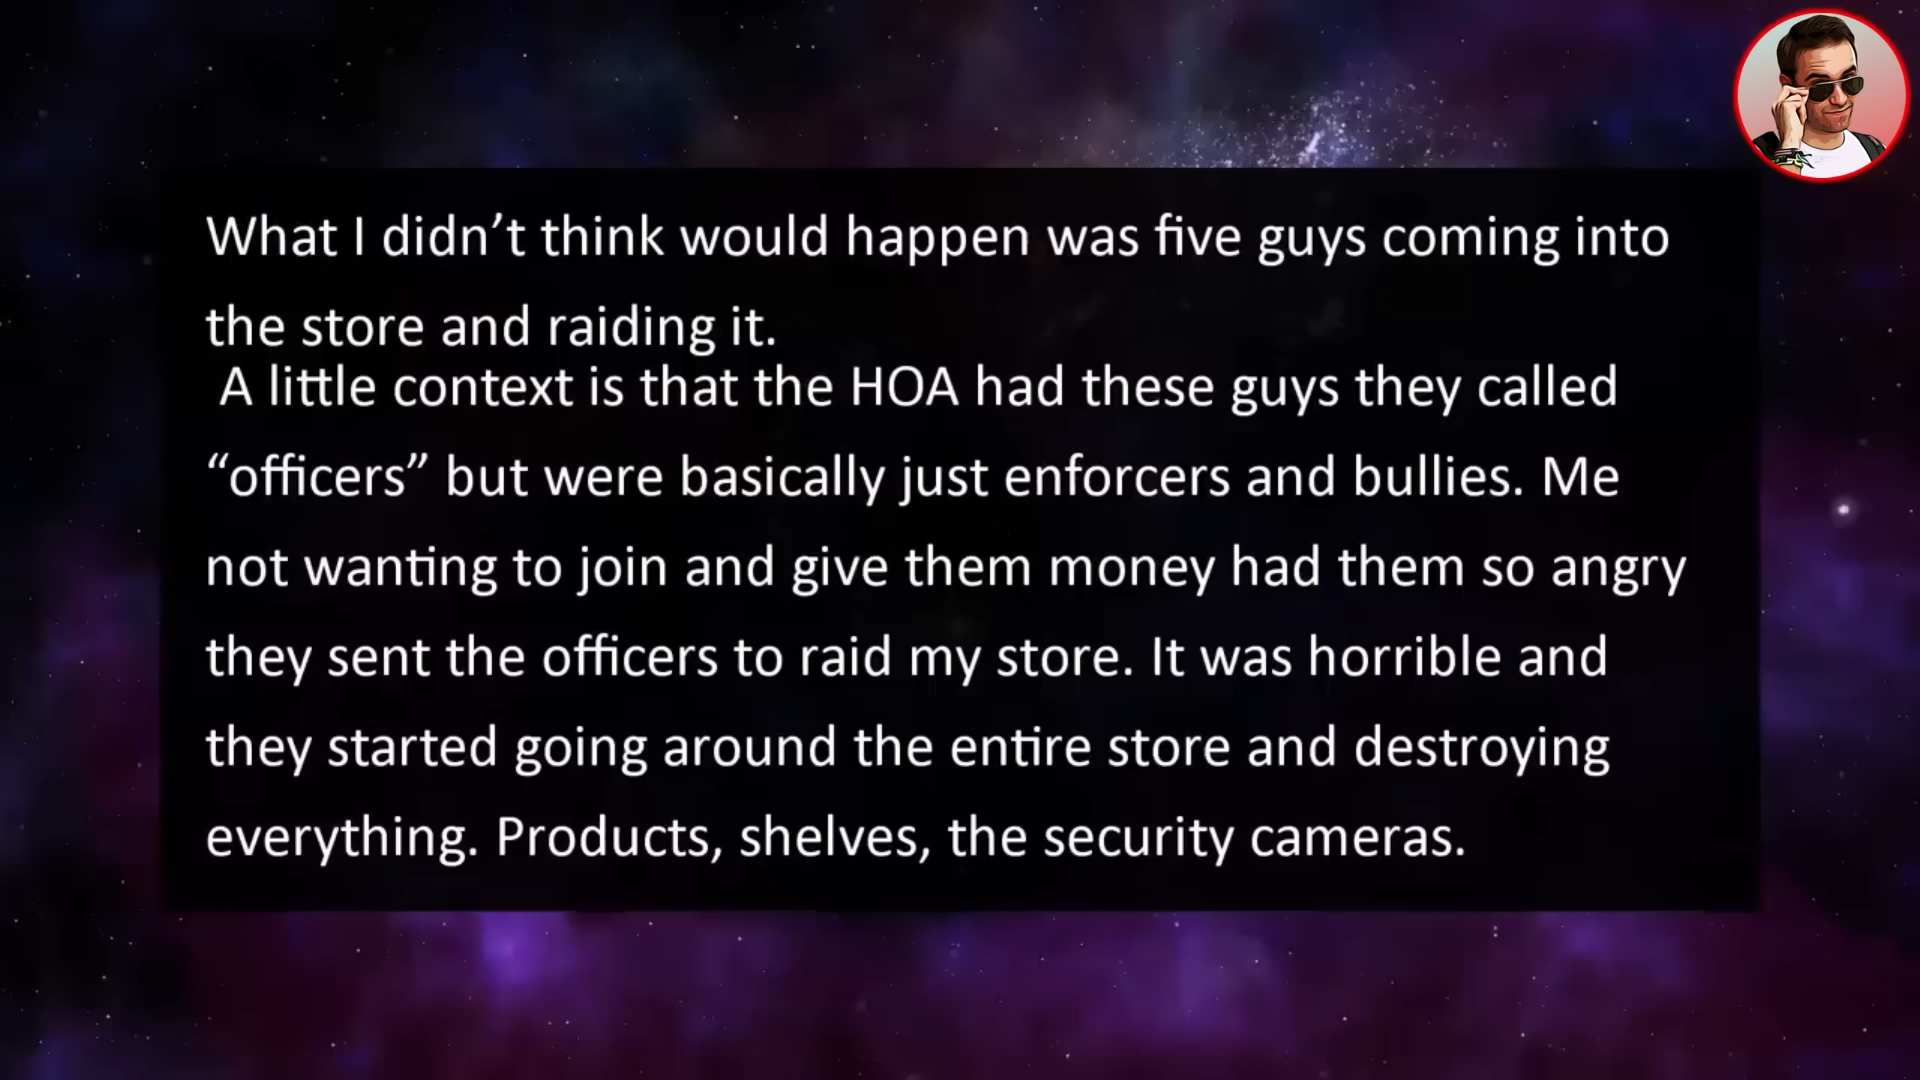 What I didn’t think would happen was five guys coming into
the store and raiding it.
A little context is that the HOA had these guys they called
“officers” but were basically just enforcers and bullies. Me
not wanting to join and give them money had them so angry
they sent the officers to raid my store. It was horrible and
they started going around the entire store and destroying
everything. Products, shelves, the security cameras.